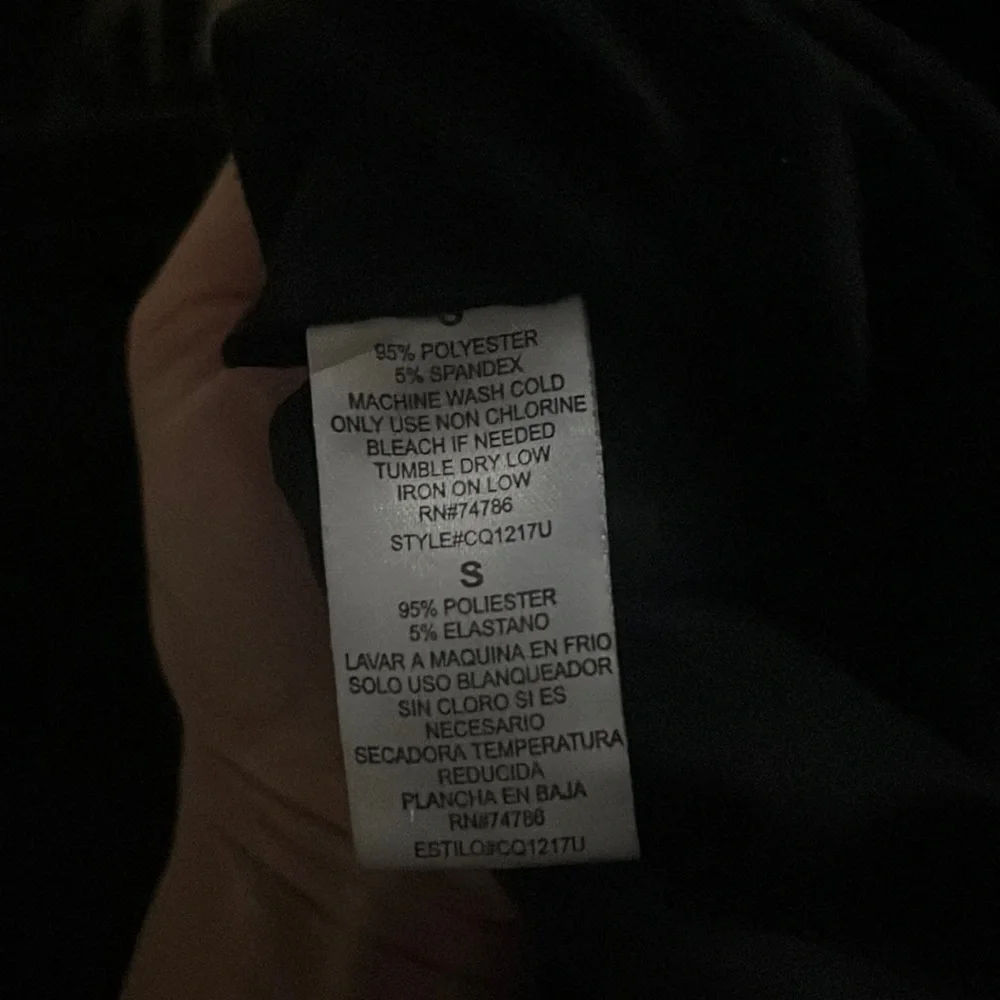 S
95% POLYESTER
5% SPANDEX
MACHINE WASH COLD
ONLY USE NON CHLORINE
BLEACH IF NEEDED
TUMBLE DRY LOW
IRON ON LOW
RN#74786
STYLE#CQ1217U
S
95% POLIESTER
5% ELASTANO
LAVAR A MAQUINA EN FRIO
SOLO USO BLANQUEADOR
SIN CLORO SI ES
NECESARIO
SECADORA TEMPERATURA
REDUCIDA
PLANCHA EN BAJA
RN#74786
ESTILO#CQ1217U